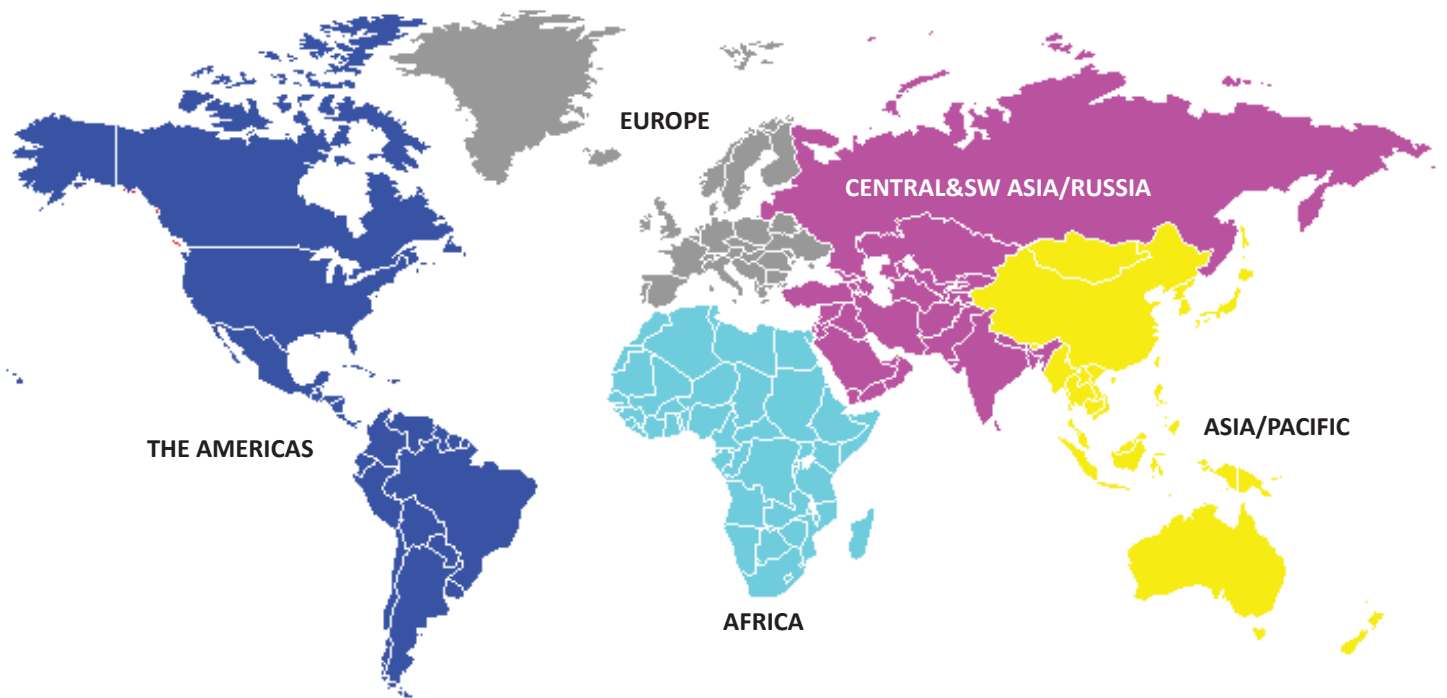 EUROPE
CENTRAL&SW ASIA/RUSSIA
ASIA/PACIFIC
THE AMERICAS
AFRICA